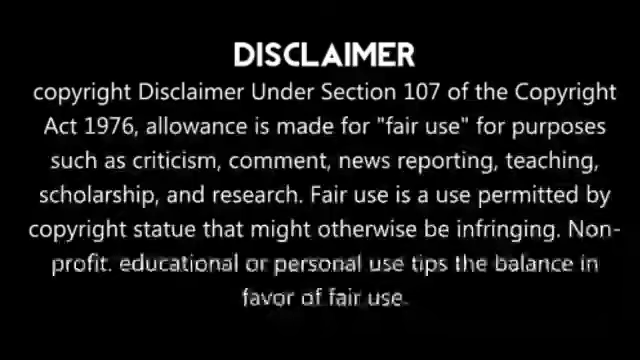 DISCLAIMER
copyright Disclaimer Under Section 107 of the Copyright
Act 1976, allowance is made for "fair use" for purposes
such as criticism, comment, news reporting, teaching,
scholarship, and research. Fair use is a use permitted by
copyright statue that might otherwise be infringing. Non-
profit. educational or personal use tips the balance in
favor of fair use.